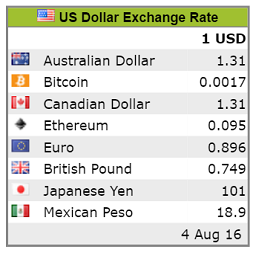 US Dollar Exchange Rate
1 USD
Australian Dollar 1.31
Bitcoin 0.0017
Canadian Dollar 1.31
Ethereum 0.095
Euro 0.896
British Pound 0.749
Japanese Yen 101
Mexican Peso 18.9
4 Aug 16